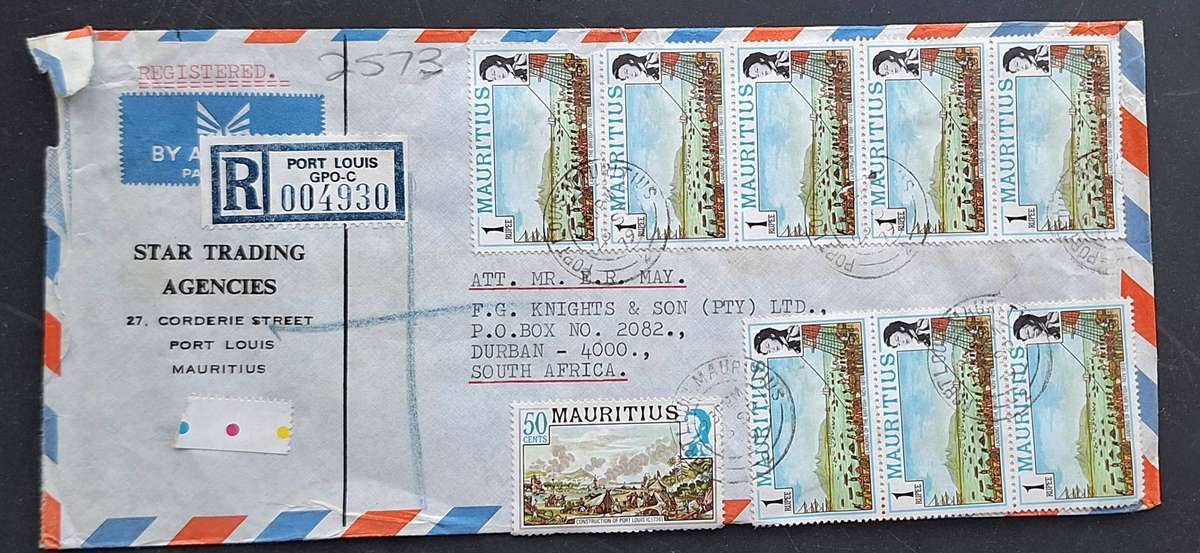 REGISTERED.
2573
BY A
PA
R
PORT LOUIS
GPO-C
004930
STAR TRADING
AGENCIES
27, CORDERIE STREET
PORT LOUIS
MAURITIUS
ATT. MR. E.R. MAY.
F.G. KNIGHTS & SON (PTY) LTD.,
P.O.BOX NO. 2082.,
DURBAN - 4000.,
SOUTH AFRICA.
MAURITIUS
1
RUPEE
MAURITIUS
1
RUPEE
MAURITIUS
1
RUPEE
MAURITIUS
1
RUPEE
MAURITIUS
1
RUPEE
MAURITIUS
1
RUPEE
MAURITIUS
1
RUPEE
MAURITIUS
1
RUPEE
50
CENTS
MAURITIUS
CONSTRUCTION OF PORT LOUIS (C.1736)
MAURITIUS